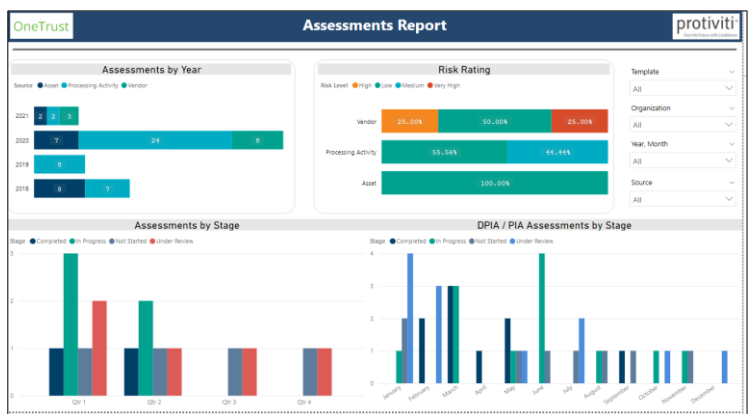 OneTrust
Assessments Report
protiviti
Assessments by Year
Source Asset Processing Activity Vendor
2021 2 2 3
2020 7 24 8
2019 8
2018 8 7
Risk Rating
Risk Level High Low Medium Very High
Vendor 25.00% 50.00% 25.00%
Processing Activity 55.56% 44.44%
Asset 100.00%
Template
All
Organization
All
Year, Month
All
Source
All
Assessments by Stage
Stage Completed In Progress Not Started Under Review
3
2
1
0
Qtr 1 Qtr 2 Qtr 3 Qtr 4
DPIA / PIA Assessments by Stage
Stage Completed In Progress Not Started Under Review
4
3
2
1
0
January February March April May June July August September October November December